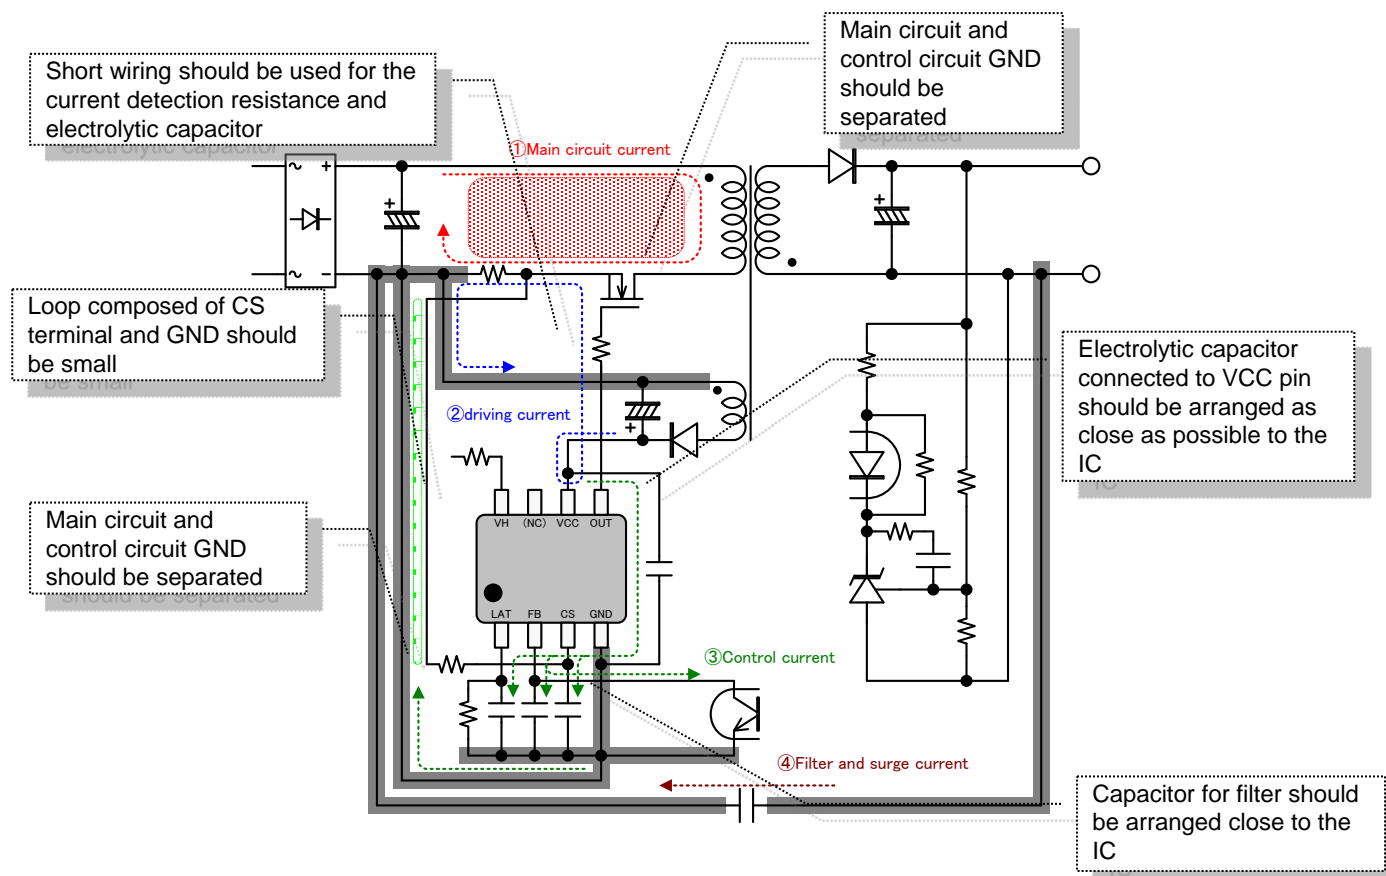 Main circuit and
control circuit GND
should be
separated
Short wiring should be used for the
current detection resistance and
electrolytic capacitor
①Main circuit current
~ +
+
+
~ −
Loop composed of CS
terminal and GND should
be small
Electrolytic capacitor
connected to VCC pin
should be arranged as
close as possible to the
IC
②driving current
+
Main circuit and
control circuit GND
should be separated
VH (NC) VCC OUT
LAT FB CS GND
③Control current
④Filter and surge current
Capacitor for filter should
be arranged close to the
IC